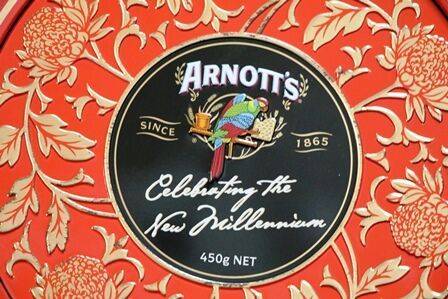 ARNOTT'S
SINCE 1865
Celebrating the
New Millennium
450g NET